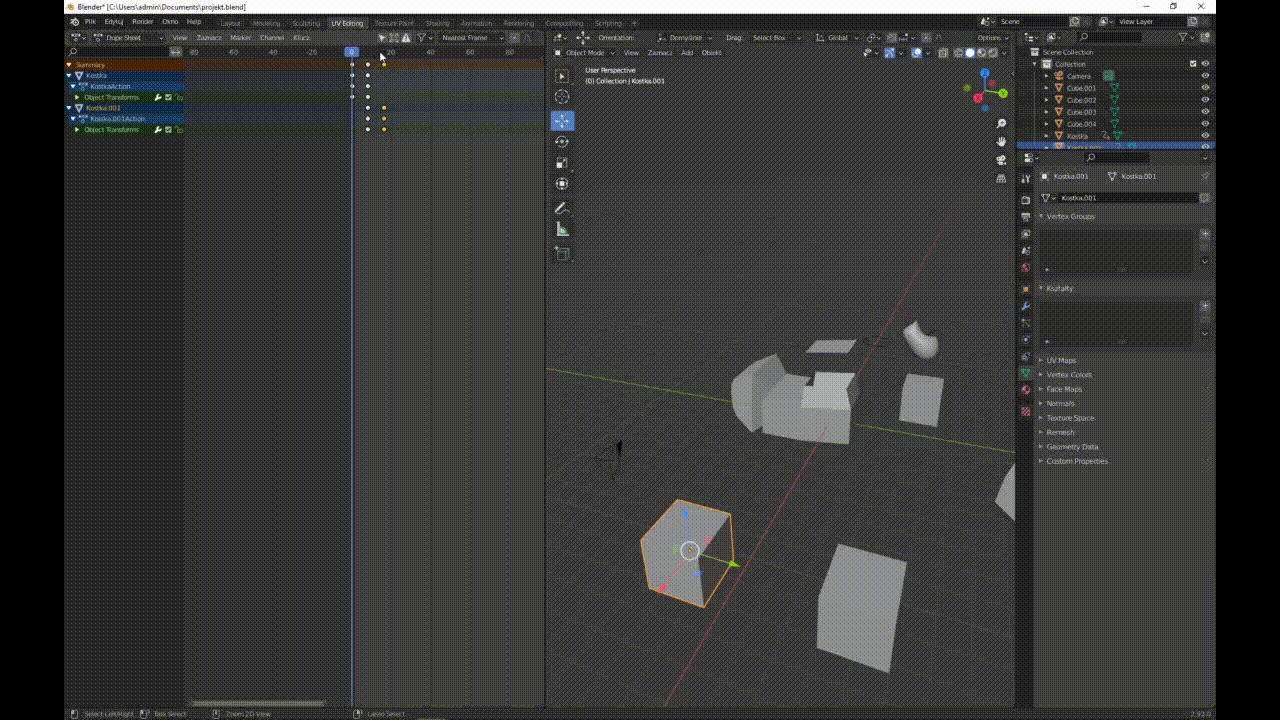 Blender* [C:\Users\admin\Documents\projekt.blend]
Plik Edytuj Render Okno Help Layout Modeling Sculpting UV Editing Texture Paint Shading Animation Rendering Compositing Scripting + Scene View Layer
Dope Sheet View Zaznacz Marker Channel Klucz Nearest Frame Orientation Domyślnie Drag: Select Box Global Options
-80 -60 -40 -20 0 20 40 60 80 Object Mode View Zaznacz Add Obiekt
Summary
Kostka
KostkaAction
Object Transforms
Kostka.001
Kostka.001Action
Object Transforms
User Perspective
(0) Collection | Kostka.001
Scene Collection
Collection
Camera
Cube.001
Cube.002
Cube.003
Cube.004
Kostka
Kostka.001 Kostka.001
Kostka.001
Vertex Groups
Kształty
UV Maps
Vertex Colors
Face Maps
Normals
Texture Space
Remesh
Geometry Data
Custom Properties
Select Left/Right Box Select Zoom 2D View Lasso Select 2.92.0